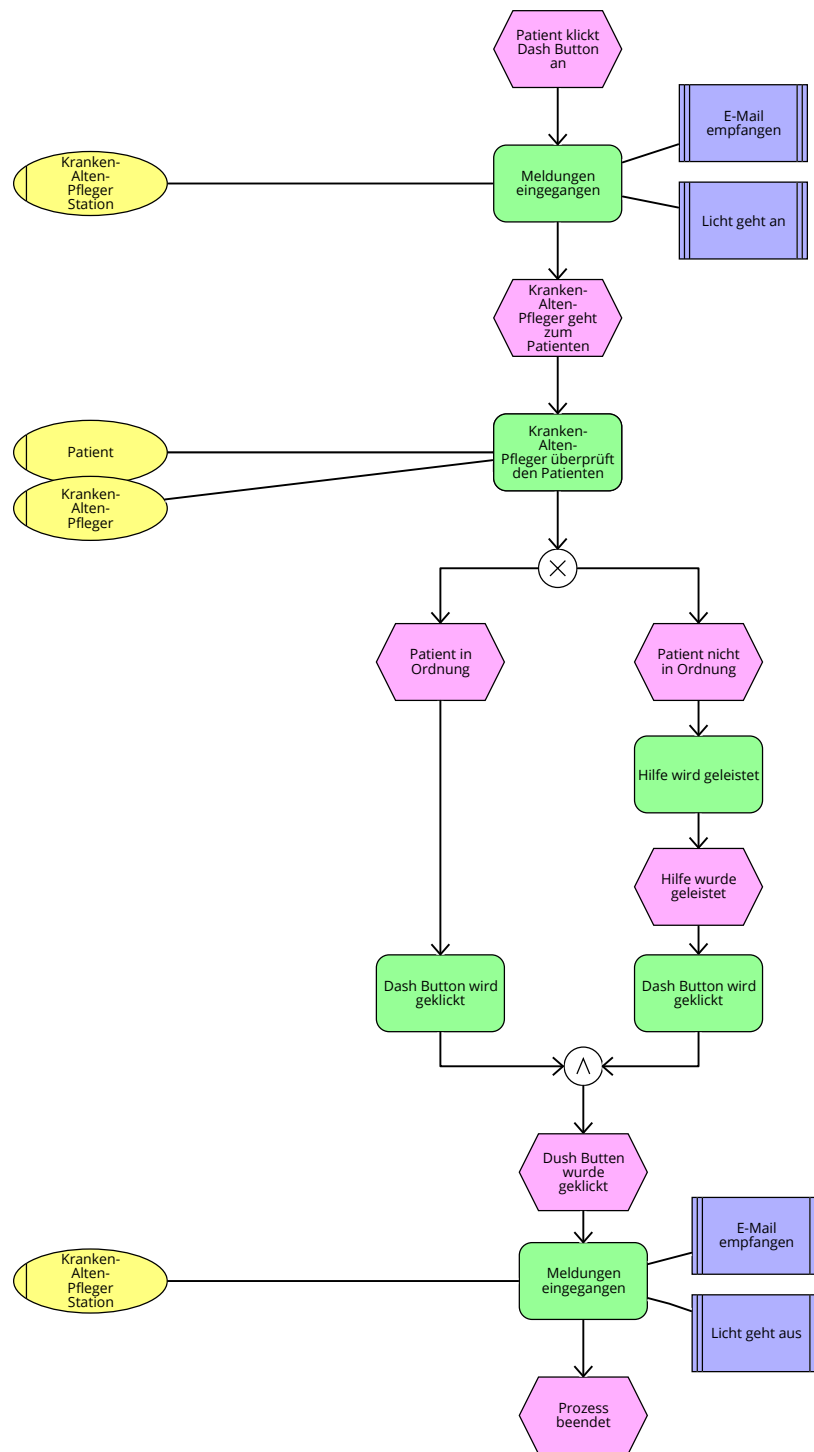 Patient klickt
Dash Button
an
E-Mail
empfangen
Kranken-
Alten-
Pfleger
Station
Meldungen
eingegangen
Licht geht an
Kranken-
Alten-
Pfleger geht
zum
Patienten
Patient
Kranken-
Alten-
Pfleger überprüft
den Patienten
Kranken-
Alten-
Pfleger
Patient in
Ordnung
Patient nicht
in Ordnung
Hilfe wird geleistet
Hilfe wurde
geleistet
Dash Button wird
geklickt
Dash Button wird
geklickt
Dush Butten
wurde
geklickt
E-Mail
empfangen
Kranken-
Alten-
Pfleger
Station
Meldungen
eingegangen
Licht geht aus
Prozess
beendet